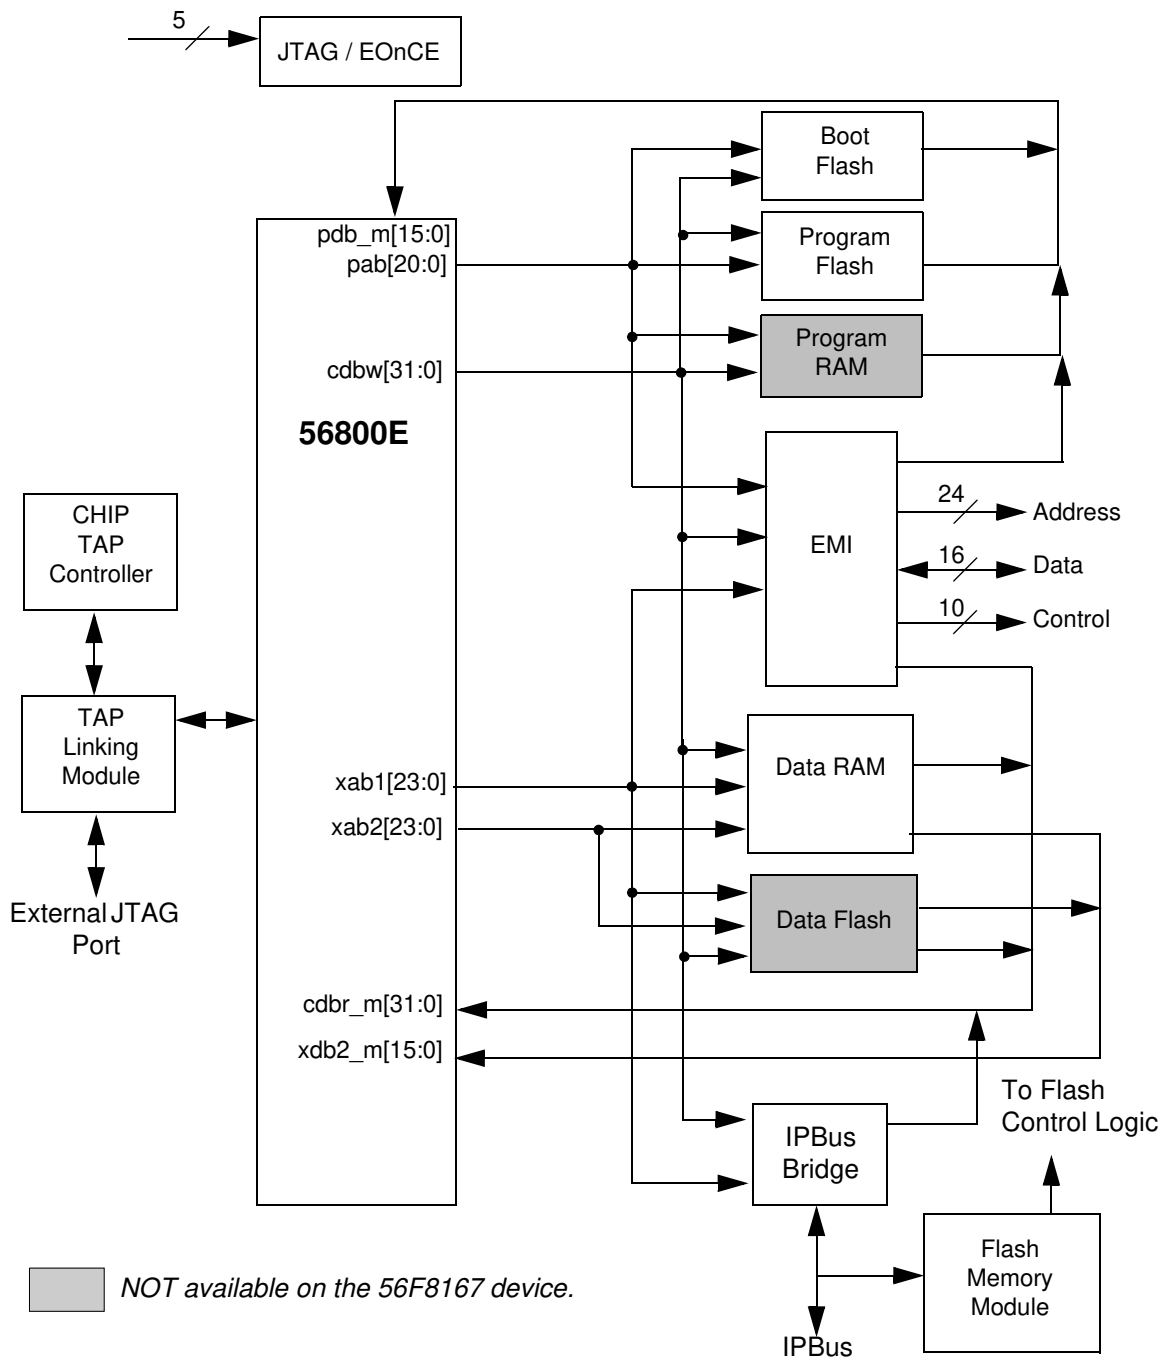 5
JTAG / EOnCE
Boot
Flash
pdb_m[15:0]
pab[20:0]
Program
Flash
cdbw[31:0]
Program
RAM
56800E
CHIP
TAP
Controller
EMI
24
Address
16
Data
10
Control
TAP
Linking
Module
xab1[23:0]
xab2[23:0]
Data RAM
External JTAG
Port
Data Flash
cdbr_m[31:0]
xdb2_m[15:0]
To Flash
Control Logic
IPBus
Bridge
Flash
Memory
Module
NOT available on the 56F8167 device.
IPBus